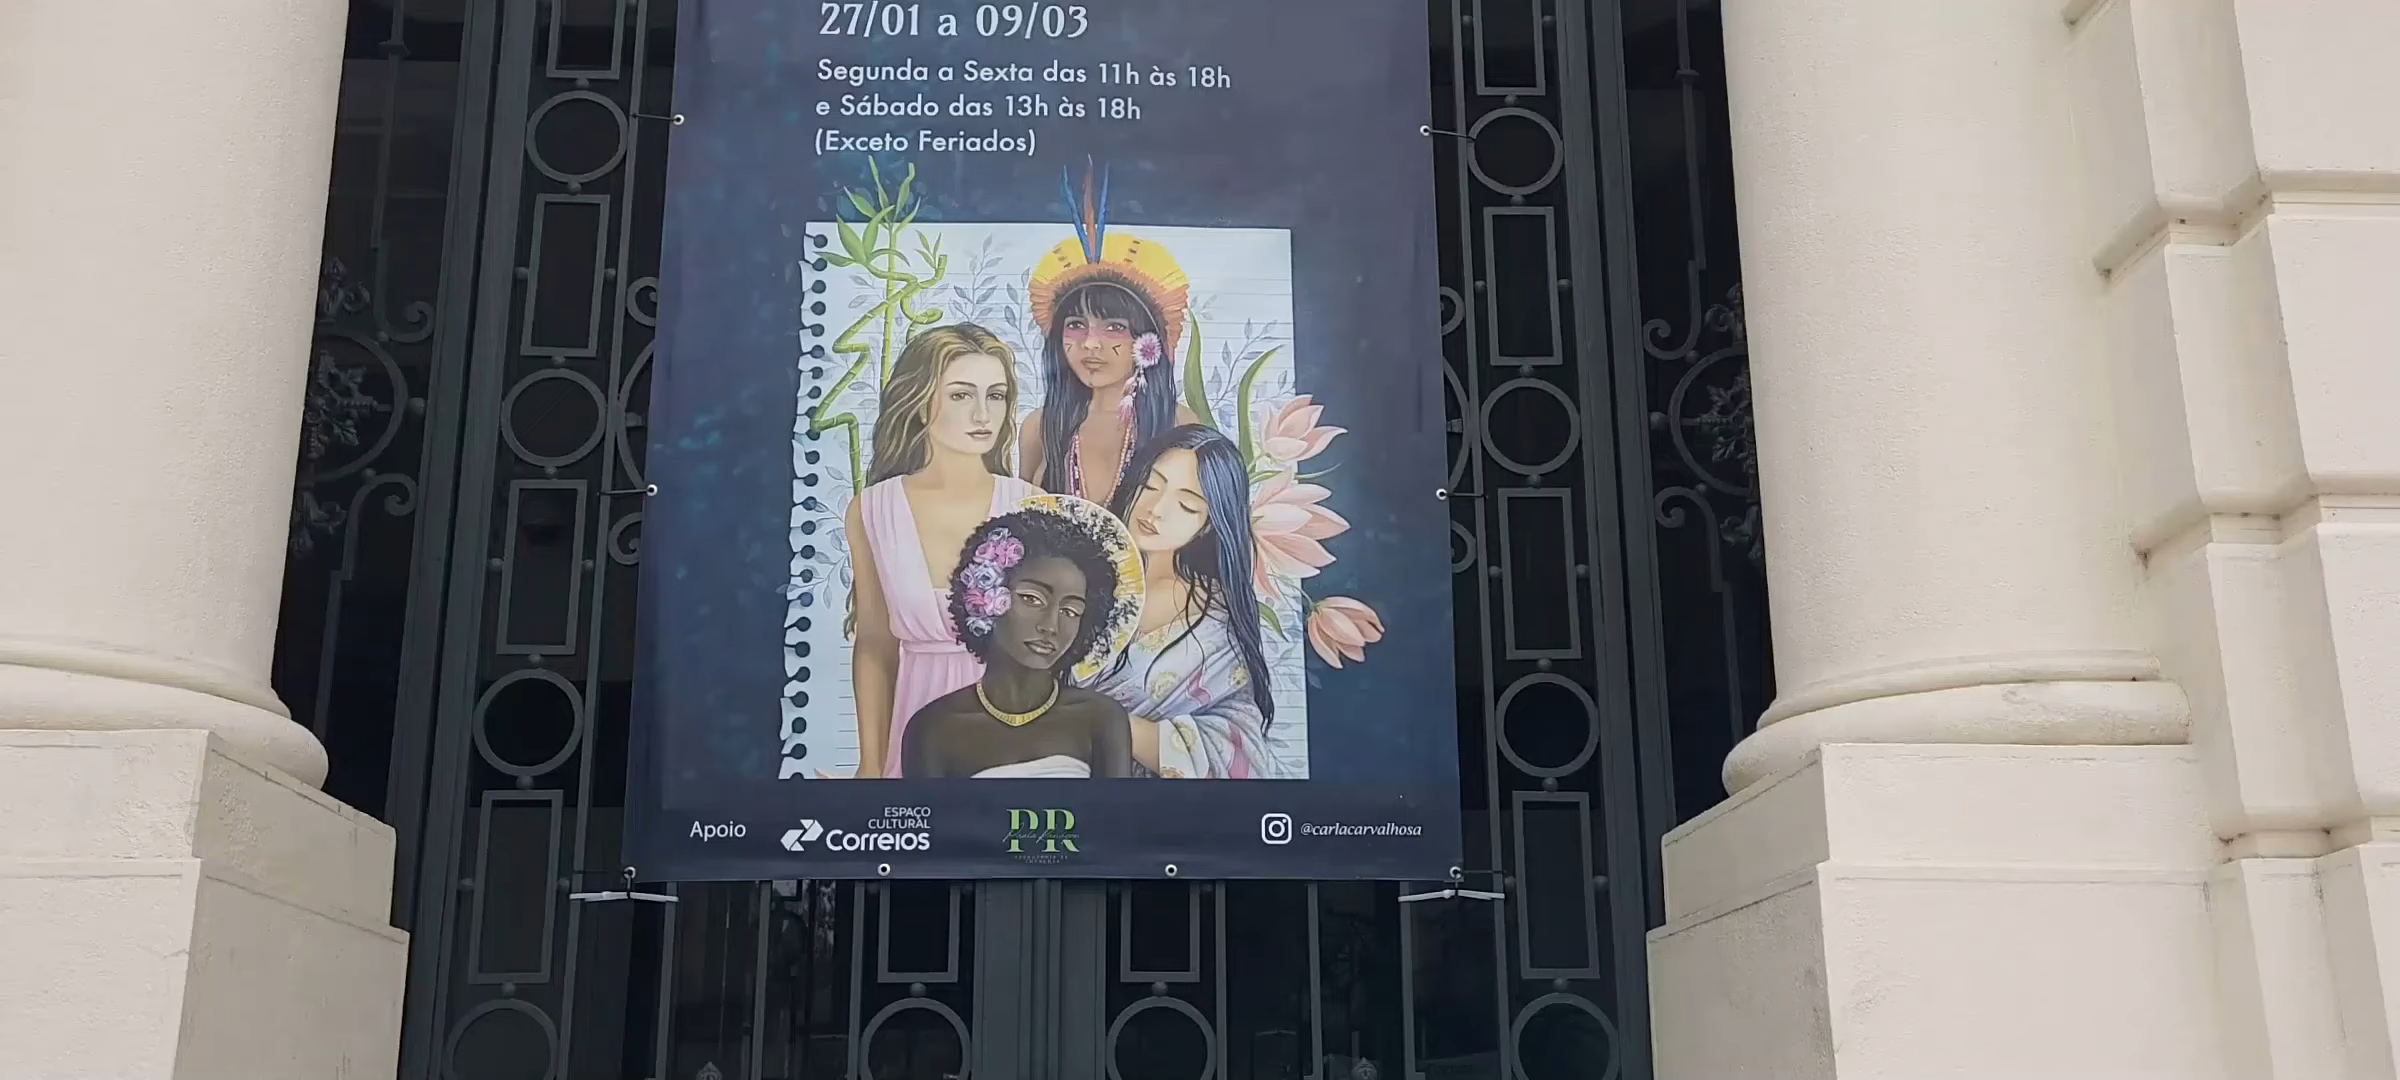 27/01 a 09/03
Segunda a Sexta das 11h às 18h
e Sábado das 13h às 18h
(Exceto Feriados)
Apoio
ESPAÇO
CULTURAL
Correios
PR
@carlacarvalhosa